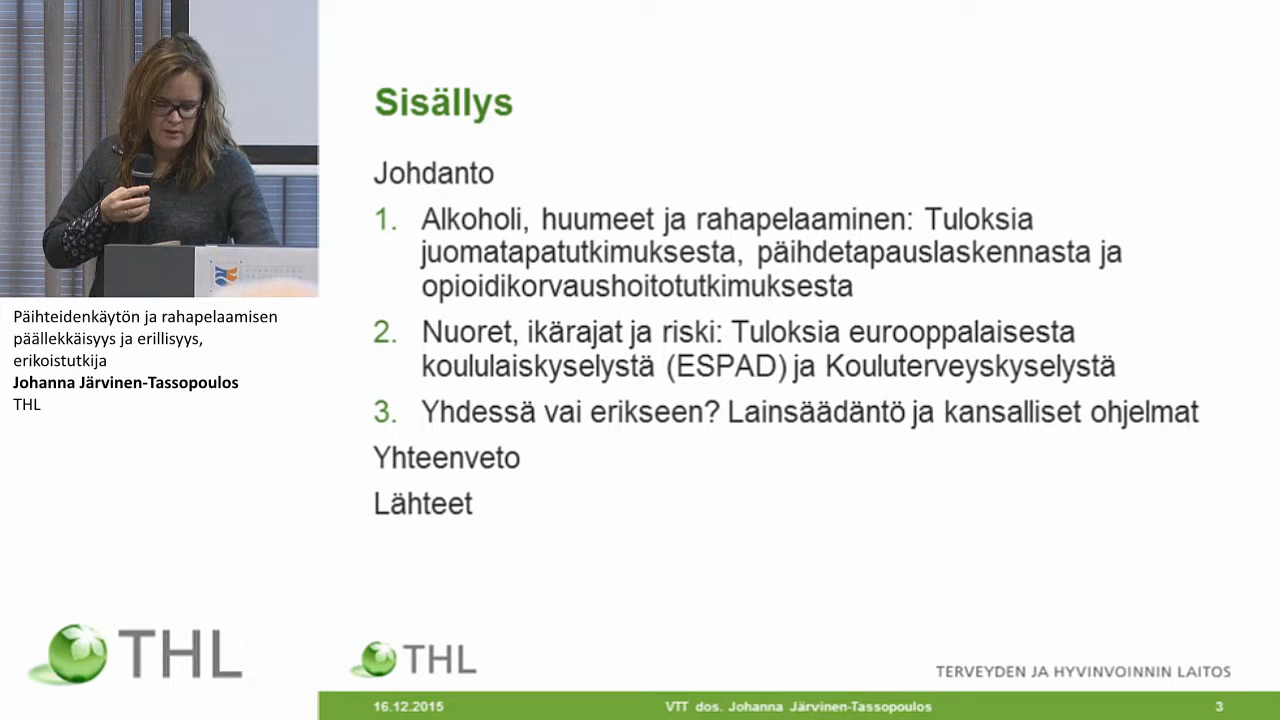 Sisällys
Johdanto
1. Alkoholi, huumeet ja rahapelaaminen: Tuloksia
juomatapatutkimuksesta, päihdetapauslaskennasta ja
opioidikorvaushoitotutkimuksesta
2. Nuoret, ikärajat ja riski: Tuloksia eurooppalaisesta
koululaiskyselystä (ESPAD) ja Kouluterveyskyselystä
3. Yhdessä vai erikseen? Lainsäädäntö ja kansalliset ohjelmat
Yhteenveto
Lähteet
Päihteidenkäytön ja rahapelaamisen
päällekkäisyys ja erillisyys,
erikoistutkija
Johanna Järvinen-Tassopoulos
THL
THL
THL
TERVEYDEN JA HYVINVOINNIN LAITOS
16.12.2015
VTT dos. Johanna Järvinen-Tassopoulos
3